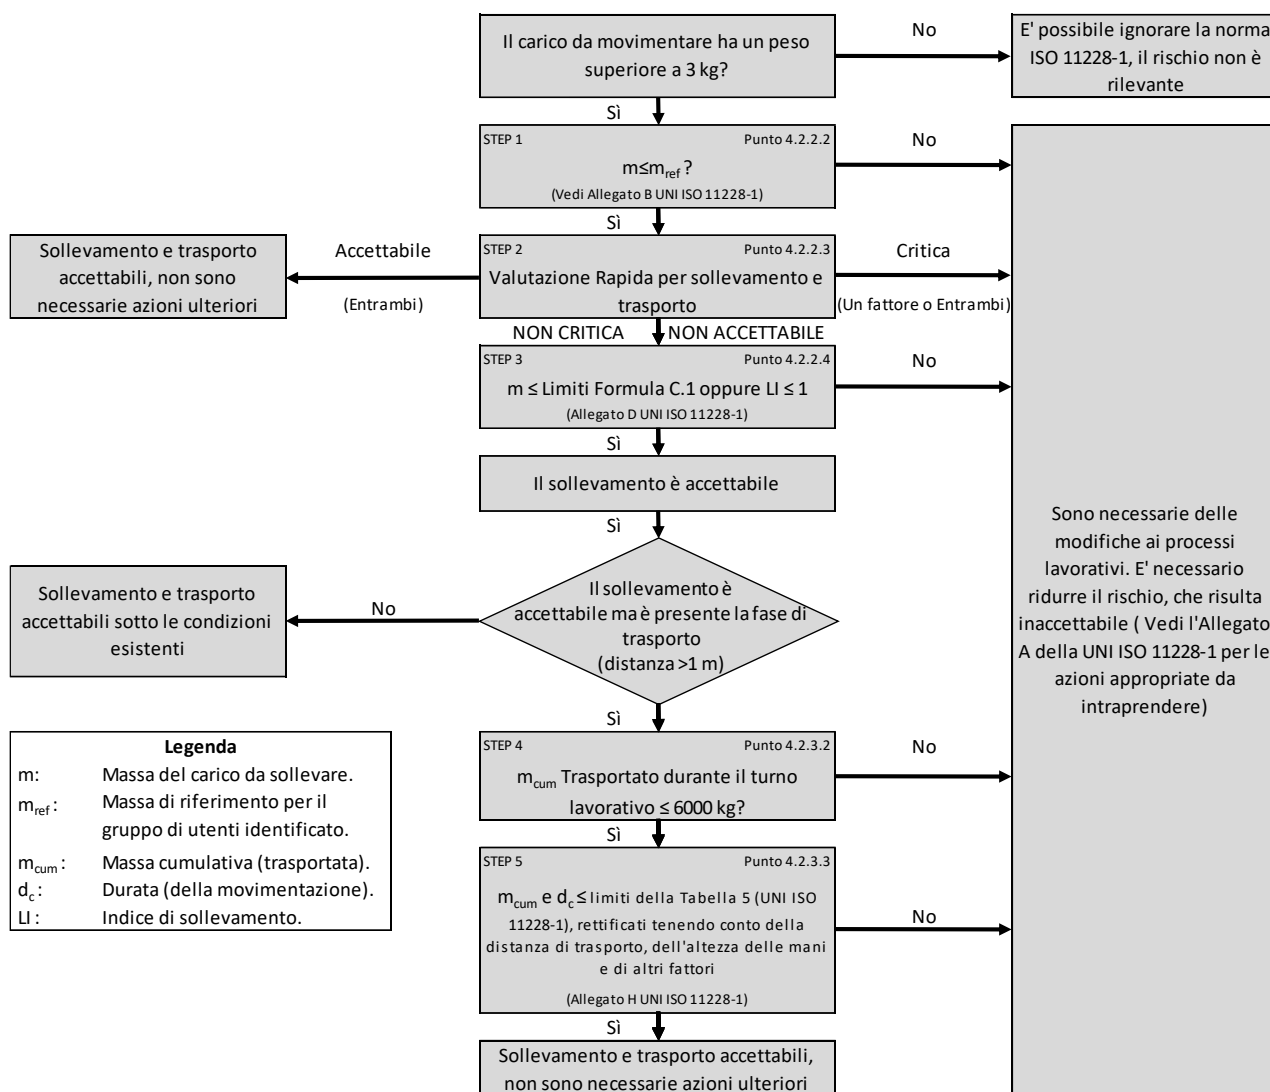 Il carico da movimentare ha un peso
superiore a 3 kg?
No
E' possibile ignorare la norma
ISO 11228-1, il rischio non è
rilevante
Sì
STEP 1 Punto 4.2.2.2
m≤mref ?
(Vedi Allegato B UNI ISO 11228-1)
No
Sì
Sollevamento e trasporto
accettabili, non sono
necessarie azioni ulteriori
Accettabile
(Entrambi)
STEP 2 Punto 4.2.2.3
Valutazione Rapida per sollevamento e
trasporto
Critica
(Un fattore o Entrambi)
NON CRITICA NON ACCETTABILE
STEP 3 Punto 4.2.2.4
m ≤ Limiti Formula C.1 oppure LI ≤ 1
(Allegato D UNI ISO 11228-1)
No
Sì
Il sollevamento è accettabile
Sì
Sollevamento e trasporto
accettabili sotto le condizioni
esistenti
No
Il sollevamento è
accettabile ma è presente la fase di
trasporto
(distanza >1 m)
Sono necessarie delle
modifiche ai processi
lavorativi. E' necessario
ridurre il rischio, che risulta
inaccettabile ( Vedi l'Allegato
A della UNI ISO 11228-1 per le
azioni appropriate da
intraprendere)
Sì
STEP 4 Punto 4.2.3.2
mcum Trasportato durante il turno
lavorativo ≤ 6000 kg?
No
Sì
STEP 5 Punto 4.2.3.3
mcum e dc ≤ limiti della Tabella 5 (UNI ISO
11228-1), rettificati tenendo conto della
distanza di trasporto, dell'altezza delle mani
e di altri fattori
(Allegato H UNI ISO 11228-1)
No
Sì
Sollevamento e trasporto accettabili,
non sono necessarie azioni ulteriori
Legenda
m: Massa del carico da sollevare.
mref : Massa di riferimento per il
gruppo di utenti identificato.
mcum : Massa cumulativa (trasportata).
dc : Durata (della movimentazione).
LI : Indice di sollevamento.